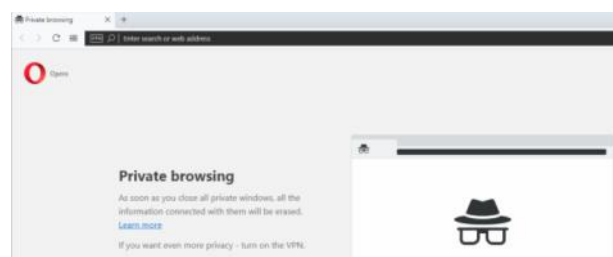 Private browsing
VPN Enter search or web address
Opera
Private browsing
As soon as you close all private windows, all the
information connected with them will be erased.
Learn more
If you want even more privacy - turn on the VPN.